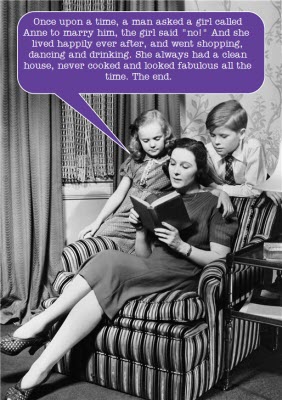 Once upon a time, a man asked a girl called
Anne to marry him, the girl said "no!" And she
lived happily ever after, and went shopping,
dancing and drinking. She always had a clean
house, never cooked and looked fabulous all the
time. The end.